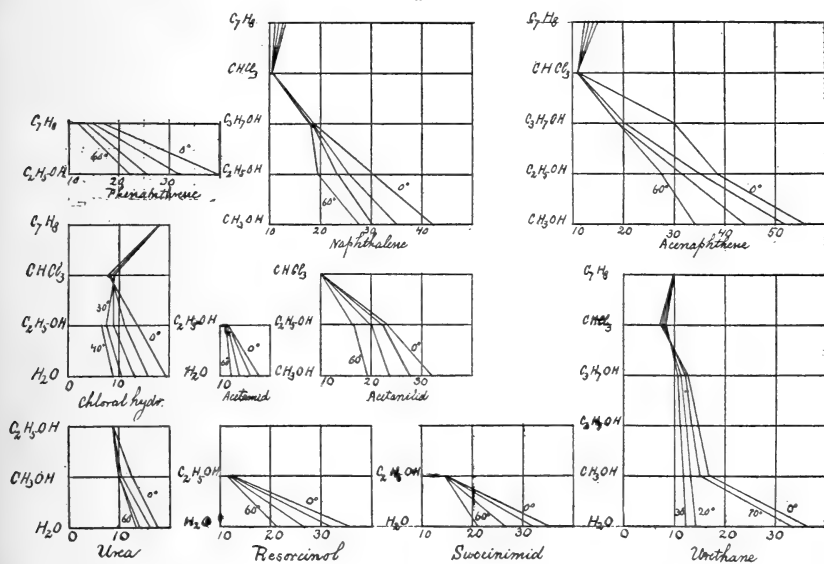 C7H8
CHCl3
C3H7OH
C2H5OH
CH3OH
10 20 30 40
60° 0°
Naphthalene
C7H8
CHCl3
C3H7OH
C2H5OH
CH3OH
10 20 30 40 50
60° 0°
Acenaphthene
C7H8
C2H5OH
10 20 30
60° 0°
Phenanthrene
C7H8
CHCl3
C2H5OH
H2O
0 10
30° 40° 0°
Chloral hydr.
C2H5OH
H2O
10
60° 0°
Acetamid
CHCl3
C2H5OH
CH3OH
10 20 30
60° 0°
Acetanilid
C7H8
CHCl3
C3H7OH
C2H5OH
CH3OH
H2O
0 10 20 30
30 20° 10° 0°
Urethane
C2H5OH
CH3OH
H2O
0 10
60° 0°
Urea
C2H5OH
H2O
10 20 30
60° 0°
Resorcinol
C2H5OH
H2O
10 20 30
60° 0°
Succinimid